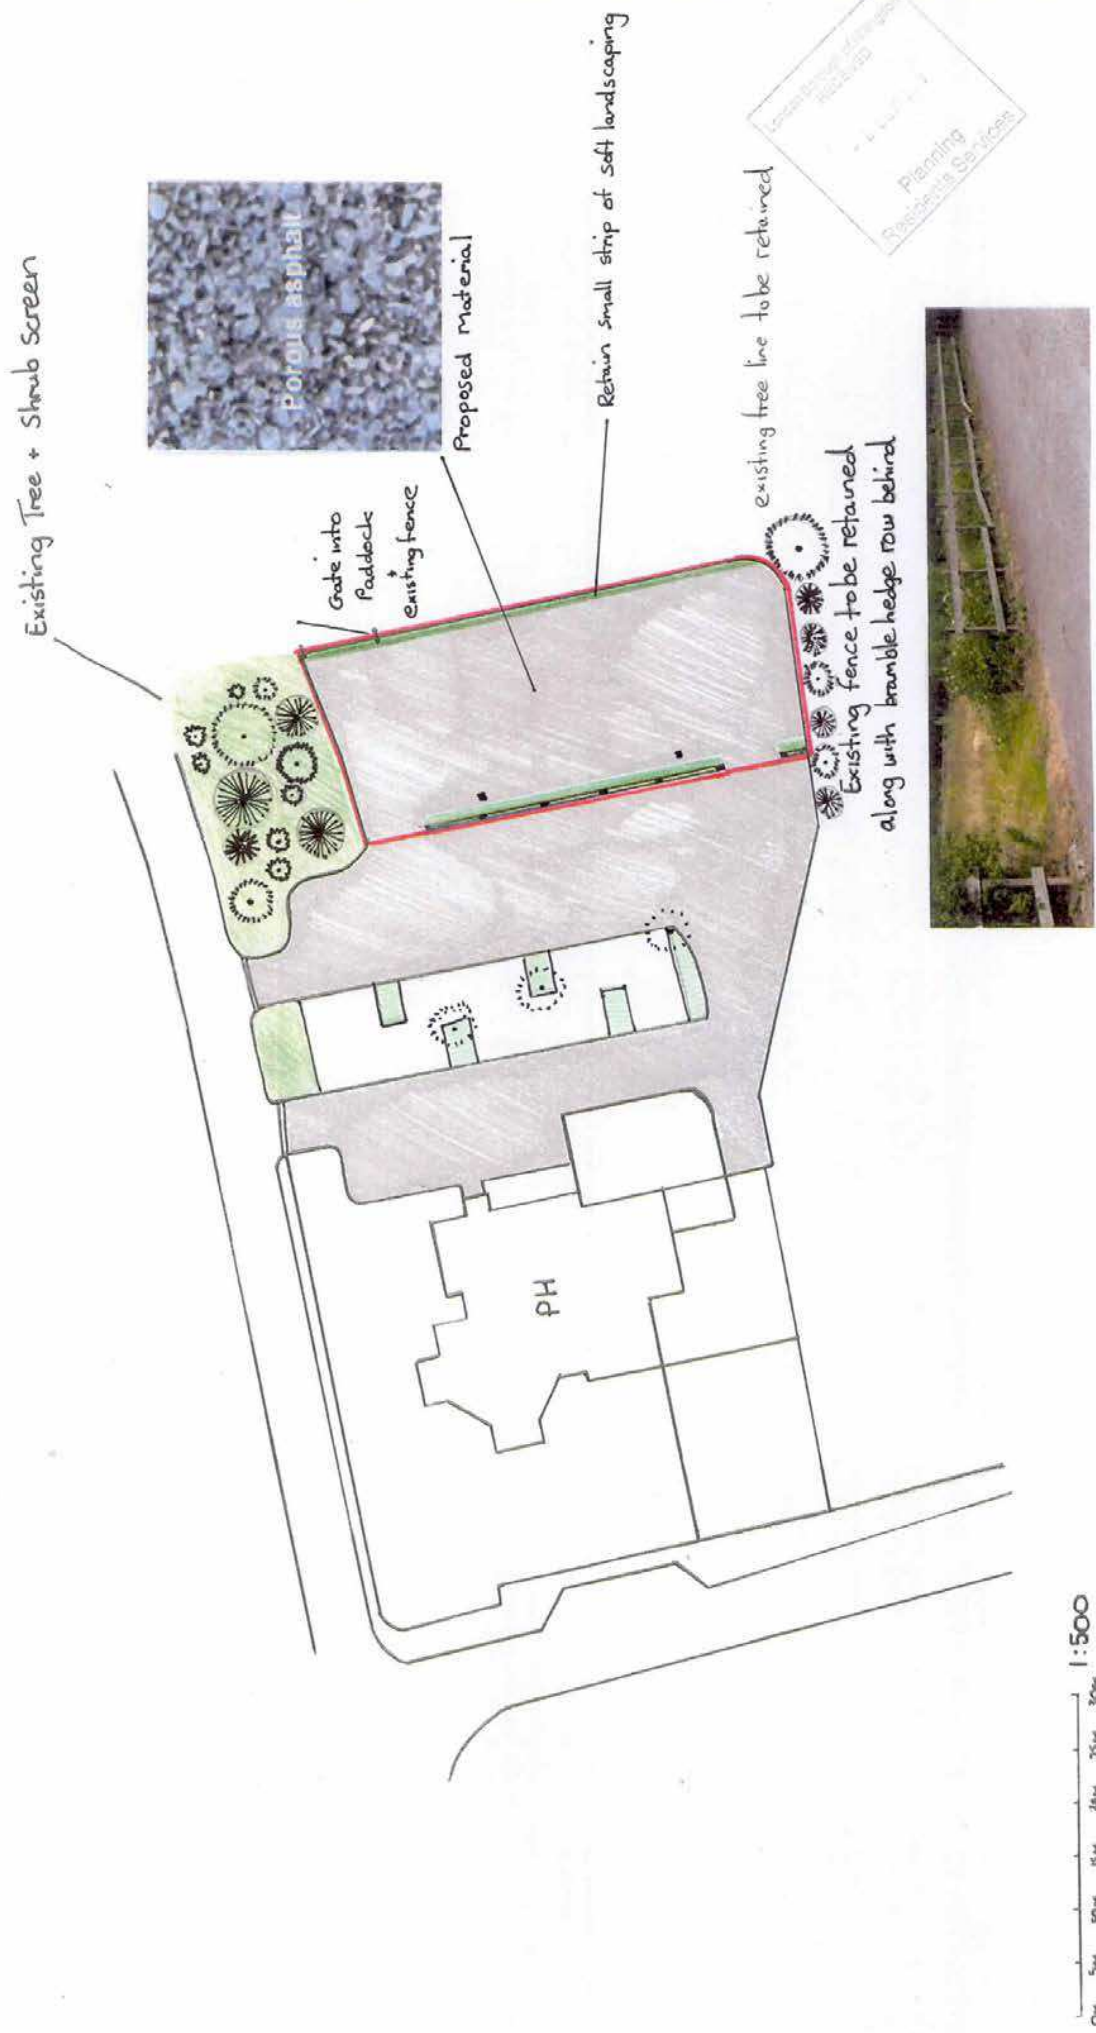 Existing Tree + Shrub Screen
Porous asphalt
Proposed Material
Gate into
Paddock
+
existing fence
Retain small strip of soft landscaping
existing tree line to be retained
Existing fence to be retained
along with bramble hedge row behind
PH
RECEIVED
Planning
Residents Services
1:500